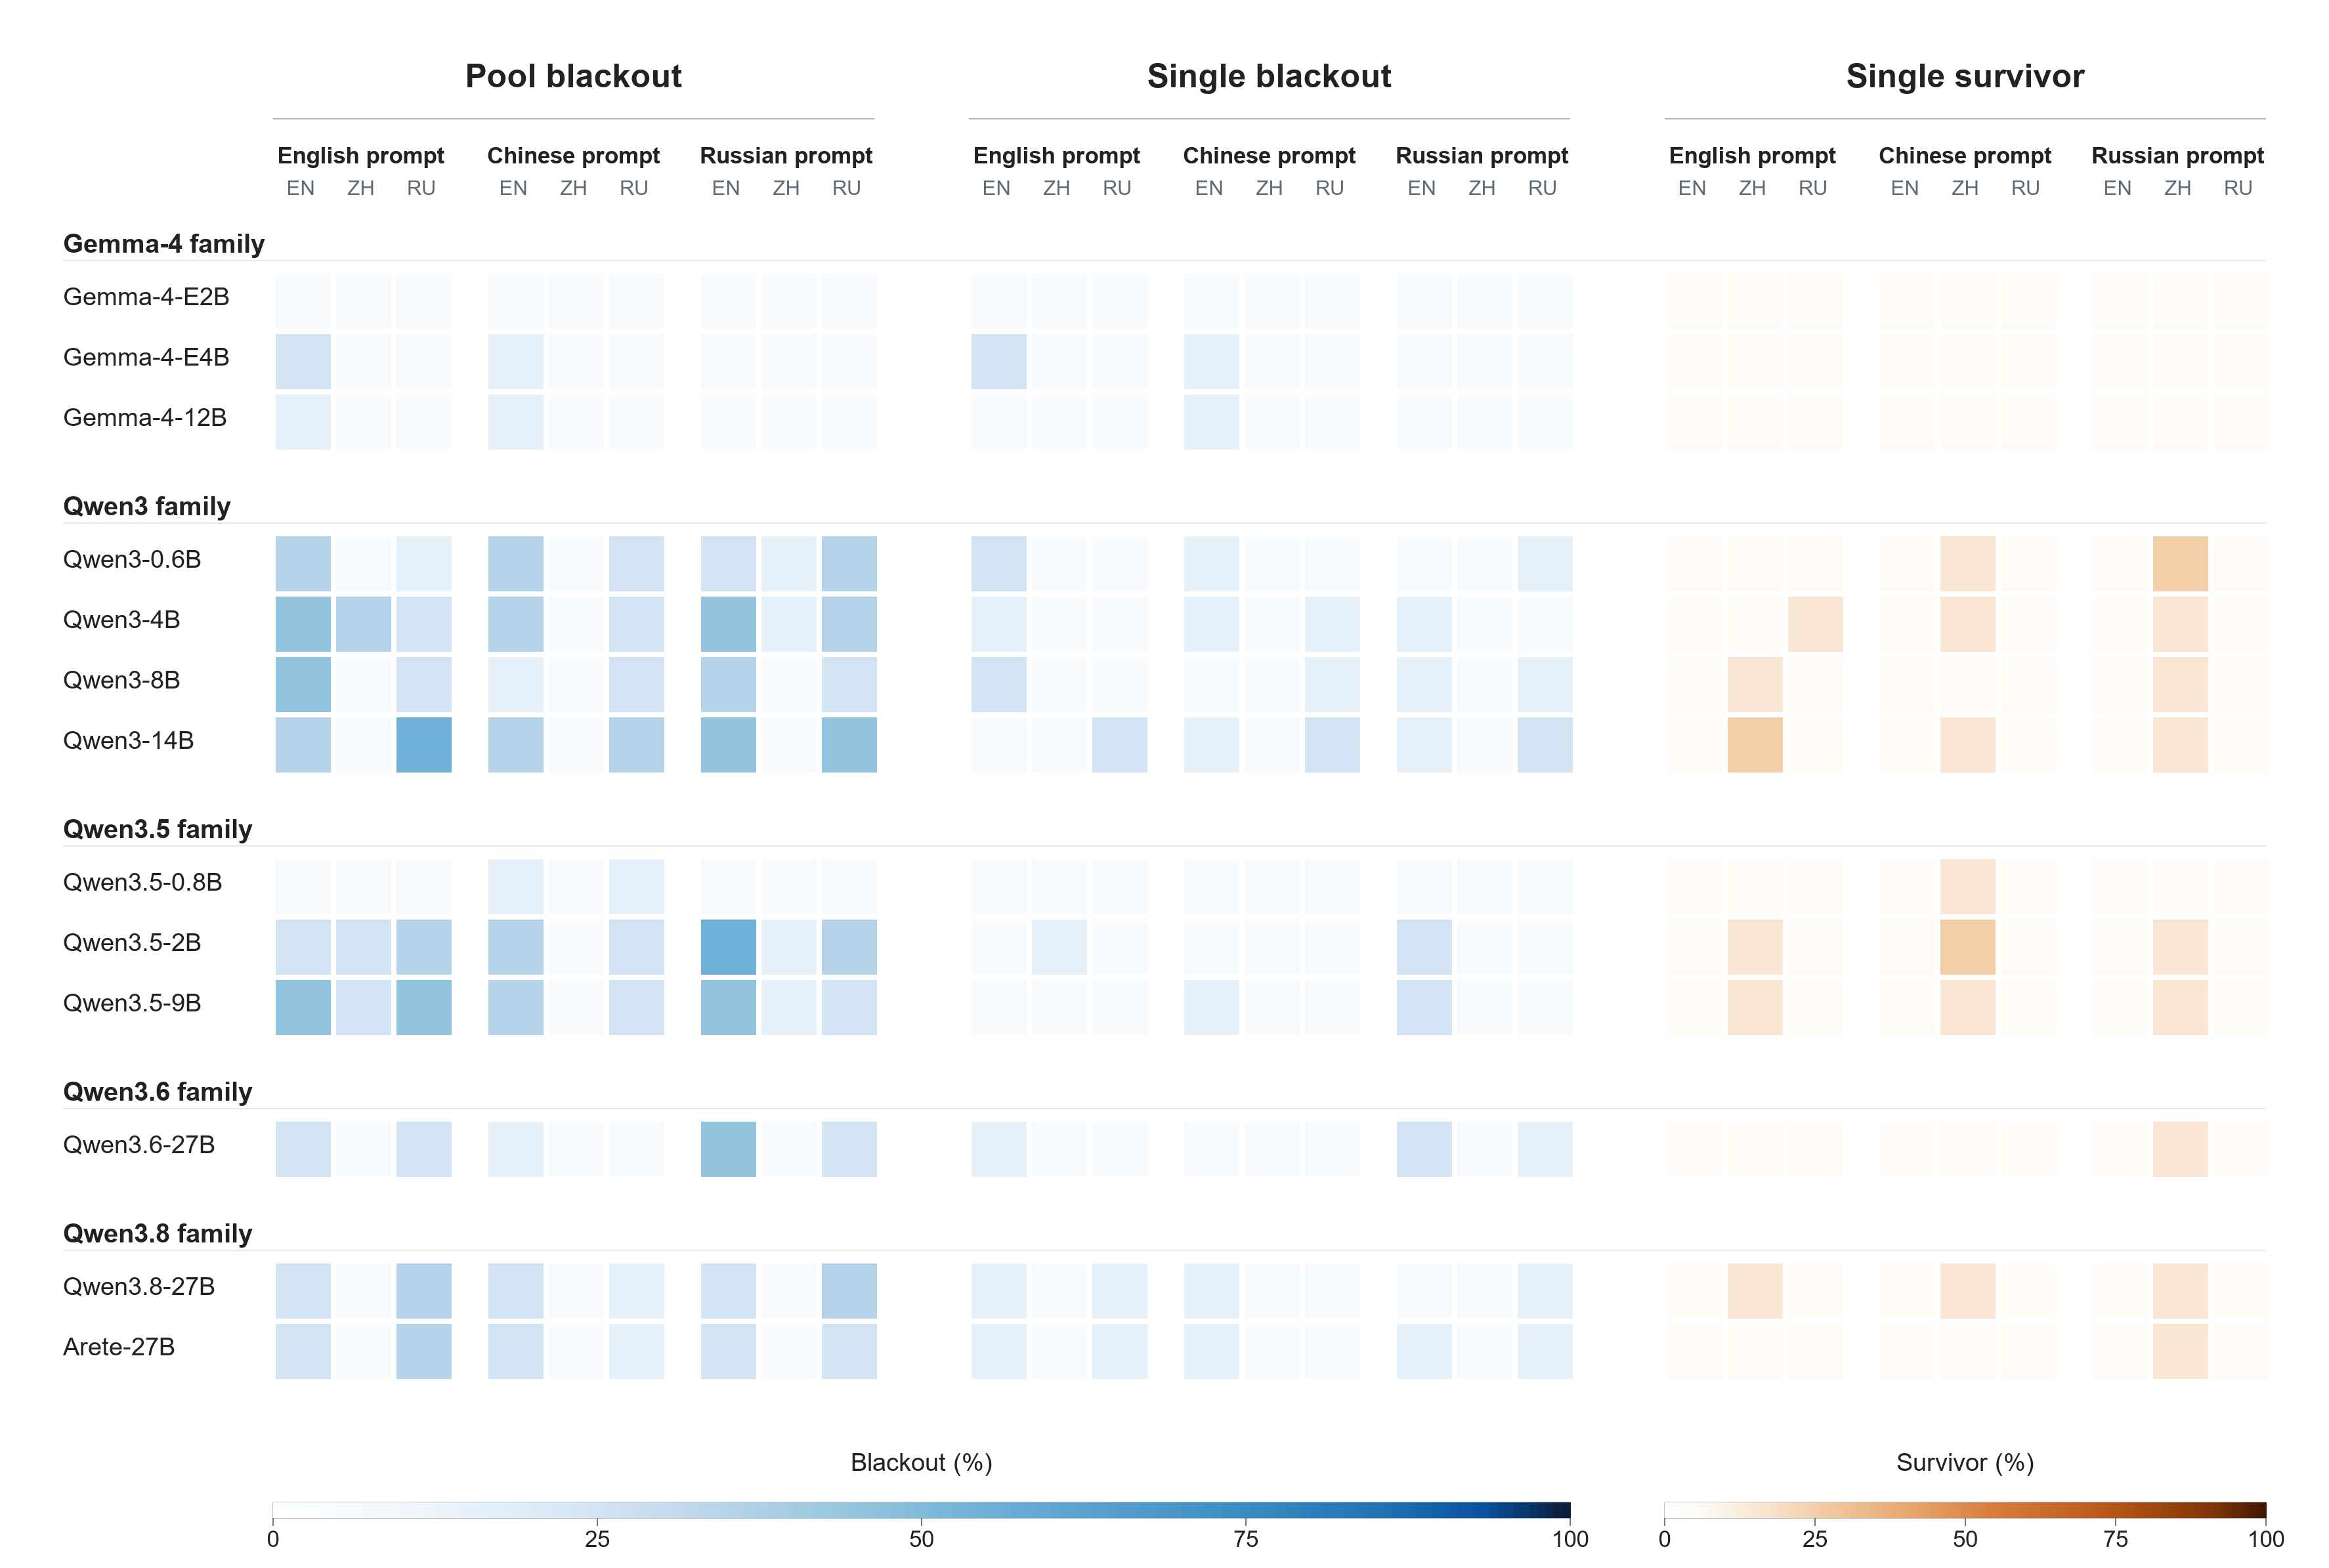 Pool blackout Single blackout Single survivor
English prompt Chinese prompt Russian prompt English prompt Chinese prompt Russian prompt English prompt Chinese prompt Russian prompt
EN ZH RU EN ZH RU EN ZH RU EN ZH RU EN ZH RU EN ZH RU EN ZH RU EN ZH RU EN ZH RU
Gemma-4 family
Gemma-4-E2B
Gemma-4-E4B
Gemma-4-12B
Qwen3 family
Qwen3-0.6B
Qwen3-4B
Qwen3-8B
Qwen3-14B
Qwen3.5 family
Qwen3.5-0.8B
Qwen3.5-2B
Qwen3.5-9B
Qwen3.6 family
Qwen3.6-27B
Qwen3.8 family
Qwen3.8-27B
Arete-27B
Blackout (%) Survivor (%)
0 25 50 75 100 0 25 50 75 100